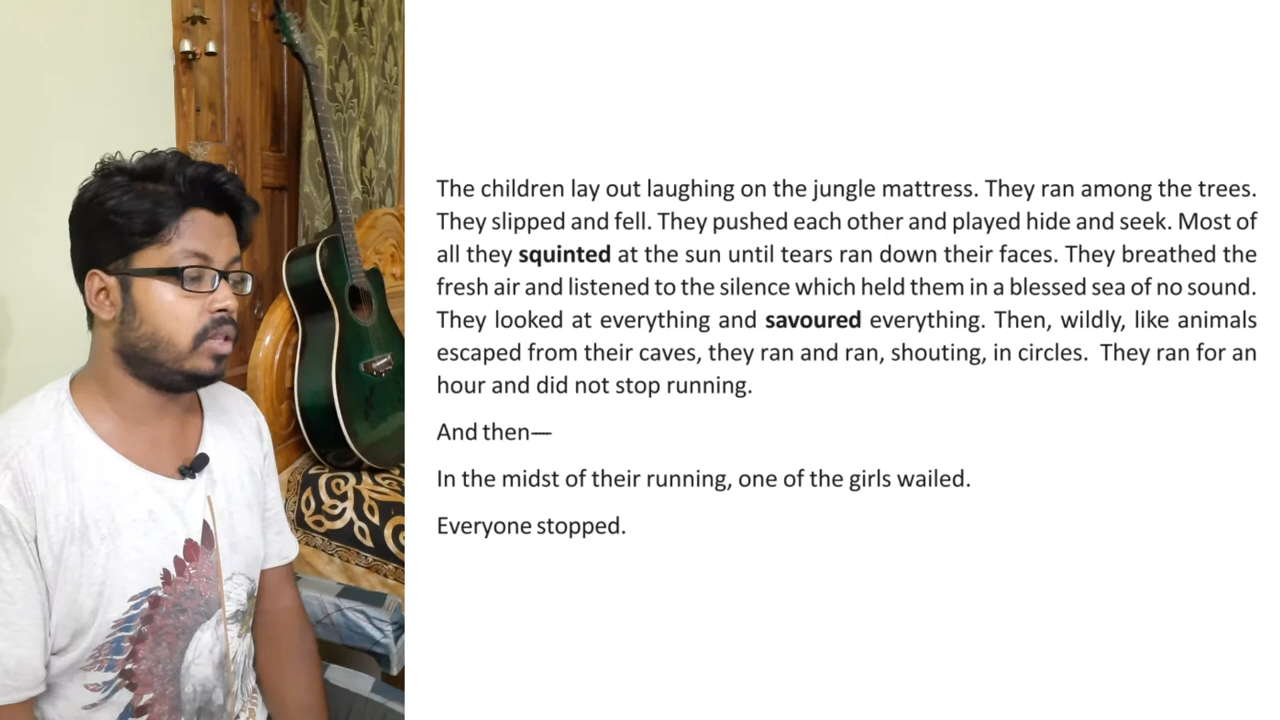 The children lay out laughing on the jungle mattress. They ran among the trees.
They slipped and fell. They pushed each other and played hide and seek. Most of
all they squinted at the sun until tears ran down their faces. They breathed the
fresh air and listened to the silence which held them in a blessed sea of no sound.
They looked at everything and savoured everything. Then, wildly, like animals
escaped from their caves, they ran and ran, shouting, in circles.  They ran for an
hour and did not stop running.
And then—
In the midst of their running, one of the girls wailed.
Everyone stopped.